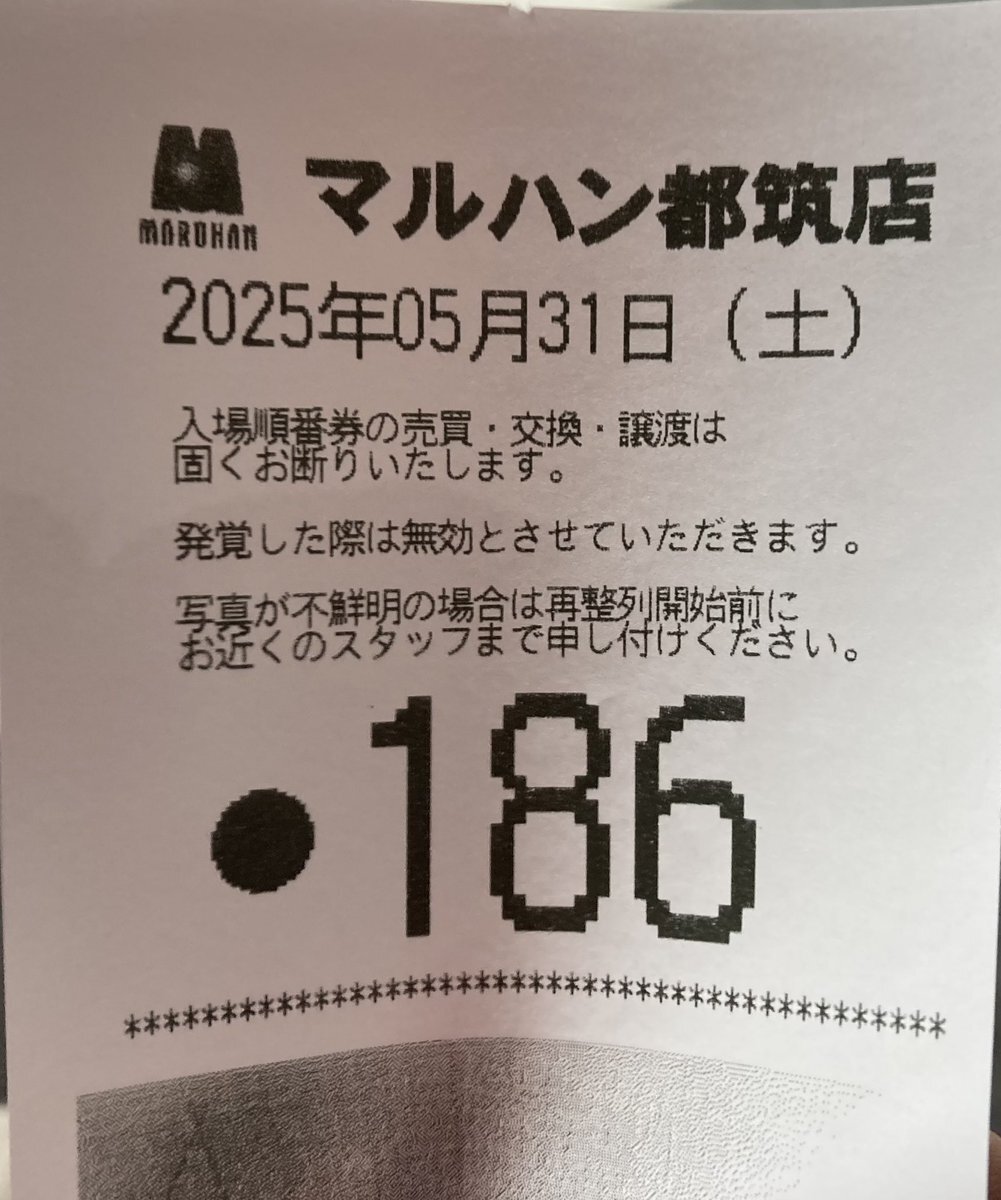 MARUHAN
マルハン都筑店
2025年05月31日（土）
入場順番券の売買・交換・譲渡は
固くお断りいたします。
発覚した際は無効とさせていただきます。
写真が不鮮明の場合は再整列開始前に
お近くのスタッフまで申し付けください。
●186
******************************************